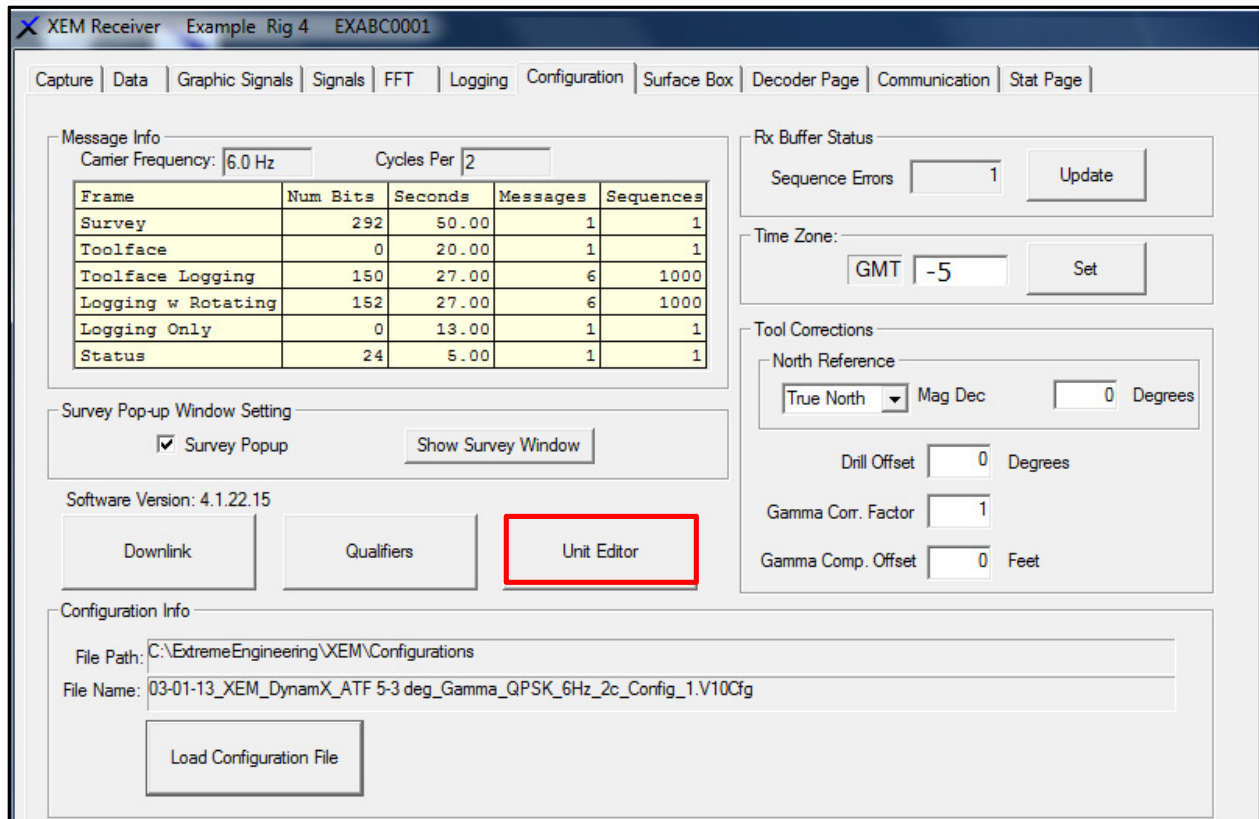 XEM Receiver Example Rig 4 EXABC0001
Capture Data Graphic Signals Signals FFT Logging Configuration Surface Box Decoder Page Communication Stat Page
Message Info
Carrier Frequency: 6.0 Hz Cycles Per 2
Frame Num Bits Seconds Messages Sequences
Survey 292 50.00 1 1
Toolface 0 20.00 1 1
Toolface Logging 150 27.00 6 1000
Logging w Rotating 152 27.00 6 1000
Logging Only 0 13.00 1 1
Status 24 5.00 1 1
Survey Pop-up Window Setting
Survey Popup Show Survey Window
Software Version: 4.1.22.15
Downlink Qualifiers Unit Editor
Rx Buffer Status
Sequence Errors 1 Update
Time Zone:
GMT -5 Set
Tool Corrections
North Reference
True North Mag Dec 0 Degrees
Drill Offset 0 Degrees
Gamma Corr. Factor 1
Gamma Comp. Offset 0 Feet
Configuration Info
File Path: C:\ExtremeEngineering\XEM\Configurations
File Name: 03-01-13_XEM_DynamX_ATF 5-3 deg_Gamma_QPSK_6Hz_2c_Config_1.V10Cfg
Load Configuration File